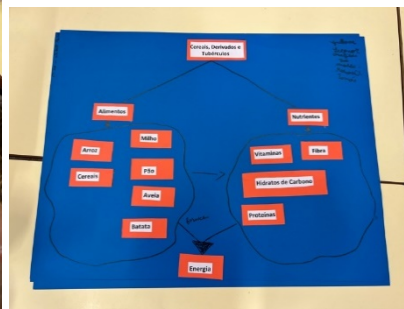 Cereais, Derivados e
Tubérculos
Alimentos
Nutrientes
Arroz
Milho
Cereais
Pão
Aveia
Batata
Vitaminas
Fibra
Hidratos de Carbono
Proteínas
Energia